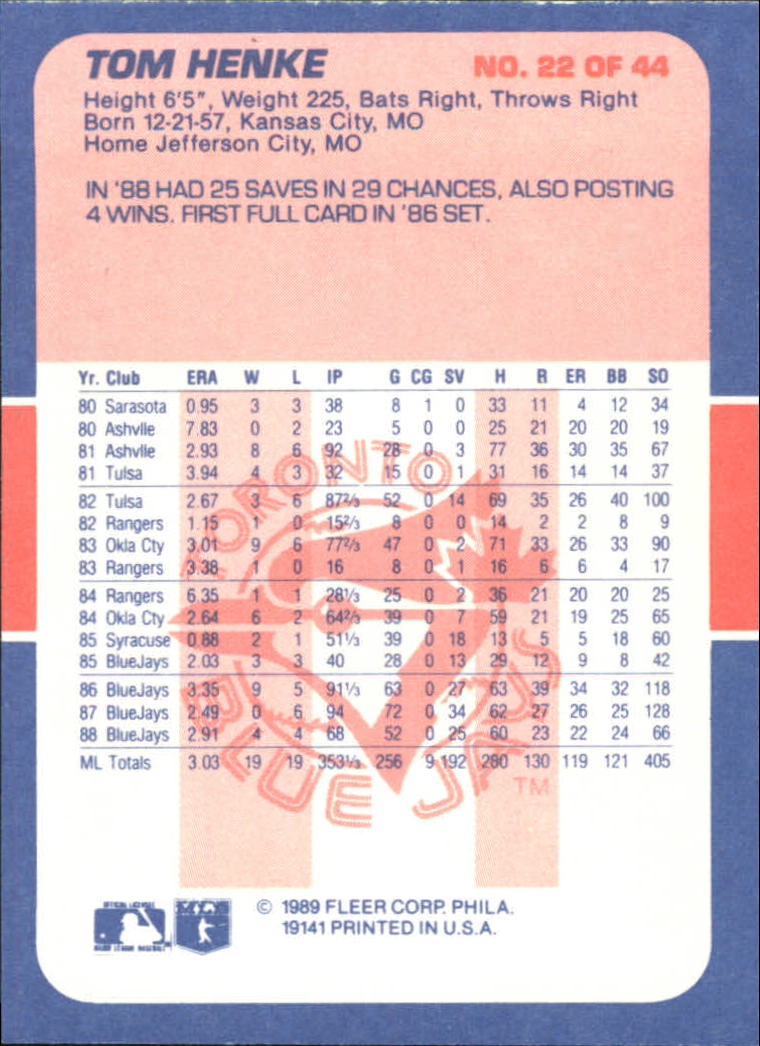 TOM HENKE NO. 22 OF 44
Height 6'5", Weight 225, Bats Right, Throws Right
Born 12-21-57, Kansas City, MO
Home Jefferson City, MO
IN '88 HAD 25 SAVES IN 29 CHANCES, ALSO POSTING
4 WINS. FIRST FULL CARD IN '86 SET.
Yr. Club ERA W L IP G CG SV H R ER BB SO
80 Sarasota 0.95 3 3 38 8 1 0 33 11 4 12 34
80 Ashvlle 7.83 0 2 23 5 0 0 25 21 20 20 19
81 Ashvlle 2.93 8 6 92 28 0 3 77 36 30 35 67
81 Tulsa 3.94 4 3 32 15 0 1 31 16 14 14 37
82 Tulsa 2.67 3 6 87⅔ 52 0 14 69 35 26 40 100
82 Rangers 1.15 1 0 15⅔ 8 0 0 14 2 2 8 9
83 Okla Cty 3.01 9 6 77⅔ 47 0 2 71 33 26 33 90
83 Rangers 3.38 1 0 16 8 0 1 16 6 6 4 17
84 Rangers 6.35 1 1 28⅓ 25 0 2 36 21 20 20 25
84 Okla Cty 2.64 6 2 64⅔ 39 0 7 59 21 19 25 65
85 Syracuse 0.88 2 1 51⅓ 39 0 18 13 5 5 18 60
85 BlueJays 2.03 3 3 40 28 0 13 29 12 9 8 42
86 BlueJays 3.35 9 5 91⅓ 63 0 27 63 39 34 32 118
87 BlueJays 2.49 0 6 94 72 0 34 62 27 26 25 128
88 BlueJays 2.91 4 4 68 52 0 25 60 23 22 24 66
ML Totals 3.03 19 19 353⅓ 256 9 192 280 130 119 121 405
TORONTO
BLUE JAYS
TM
© 1989 FLEER CORP. PHILA.
19141 PRINTED IN U.S.A.